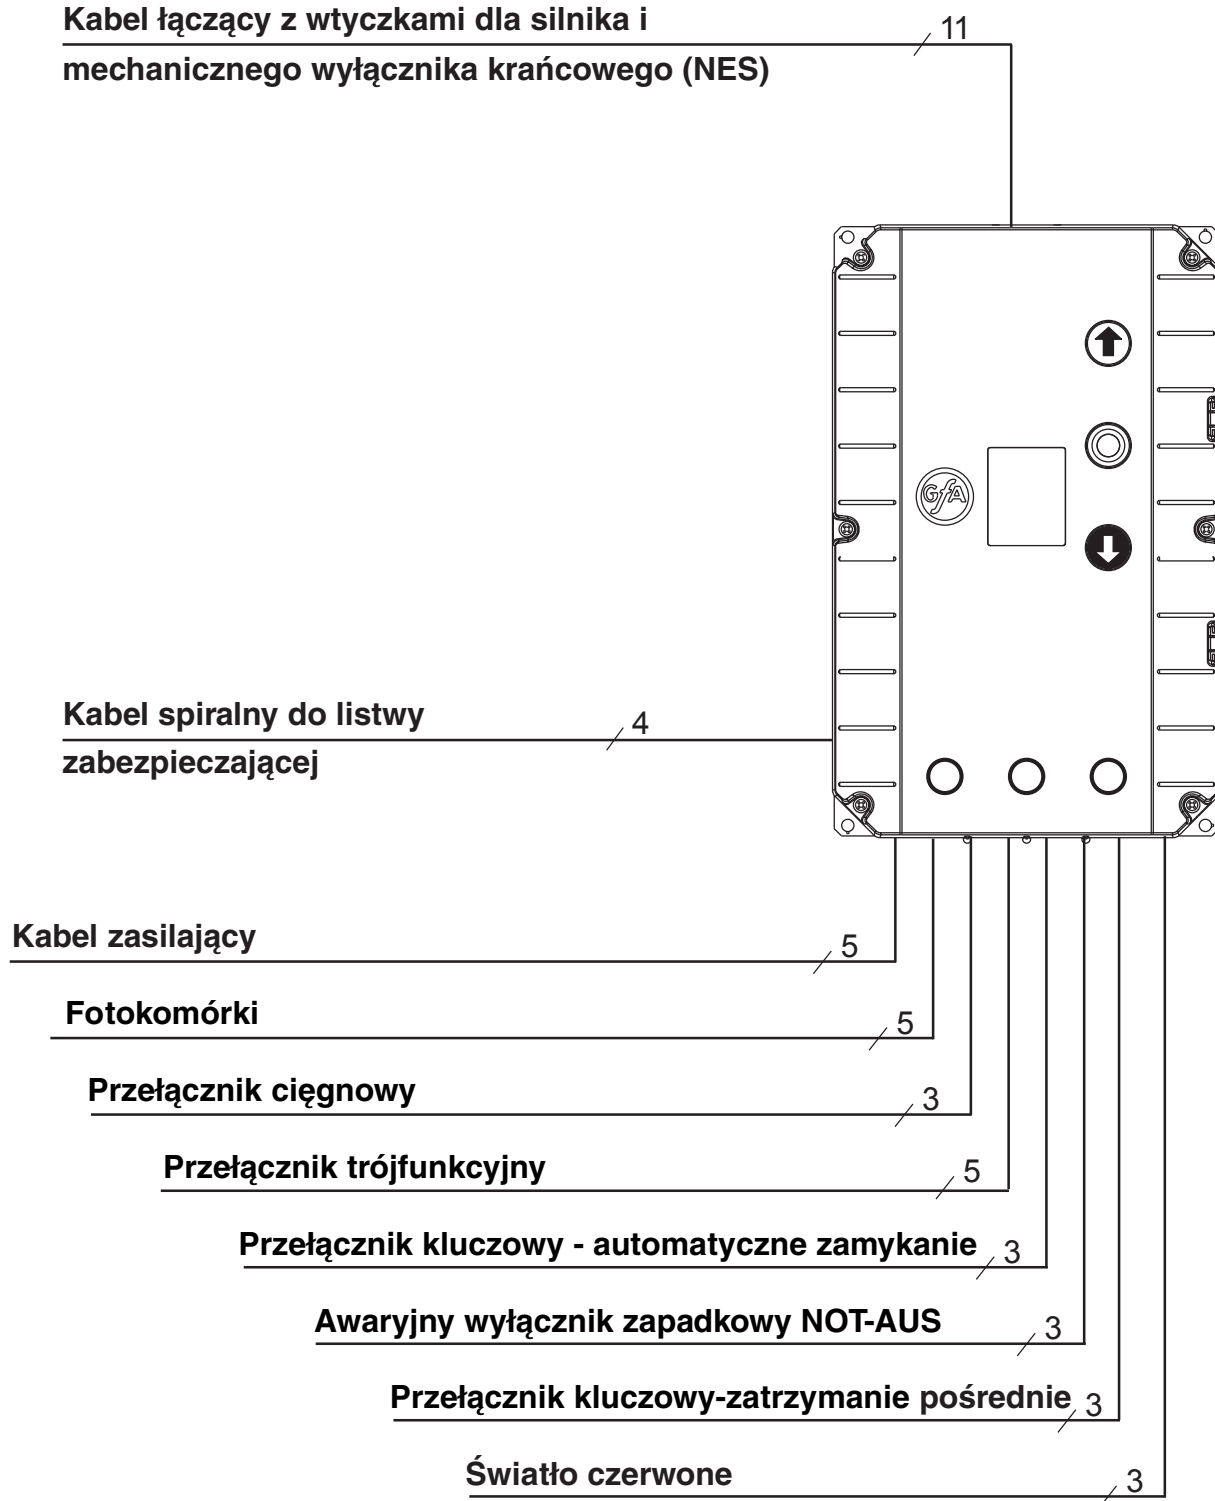 Kabel łączący z wtyczkami dla silnika i
11
mechanicznego wyłącznika krańcowego (NES)
GfA
Kabel spiralny do listwy
4
zabezpieczającej
Kabel zasilający
5
Fotokomórki
5
Przełącznik cięgnowy
3
Przełącznik trójfunkcyjny
5
Przełącznik kluczowy - automatyczne zamykanie
3
Awaryjny wyłącznik zapadkowy NOT-AUS
3
Przełącznik kluczowy-zatrzymanie pośrednie
3
Światło czerwone
3